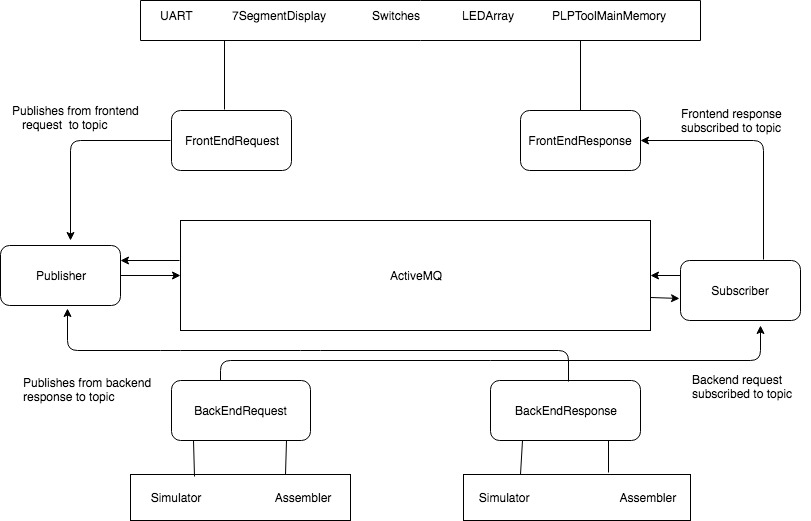 UART 7SegmentDisplay Switches LEDArray PLPToolMainMemory
Publishes from frontend
request to topic
Frontend response
subscribed to topic
FrontEndRequest
FrontEndResponse
Publisher
ActiveMQ
Subscriber
Publishes from backend
response to topic
Backend request
subscribed to topic
BackEndRequest
BackEndResponse
Simulator Assembler
Simulator Assembler